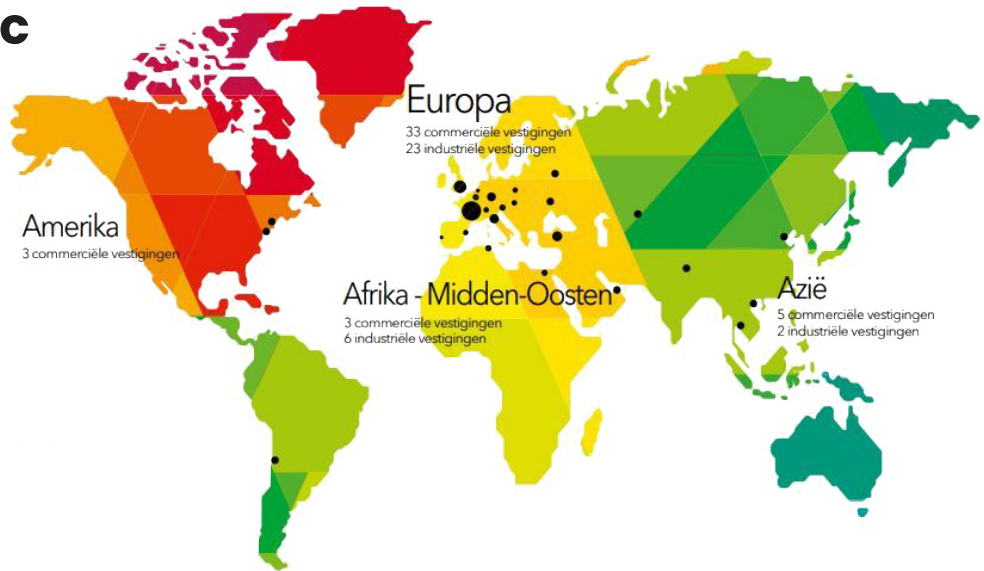 C
Europa
33 commerciële vestigingen
23 industriële vestigingen
Amerika
3 commerciële vestigingen
Afrika - Midden-Oosten
3 commerciële vestigingen
6 industriële vestigingen
Azië
5 commerciële vestigingen
2 industriële vestigingen